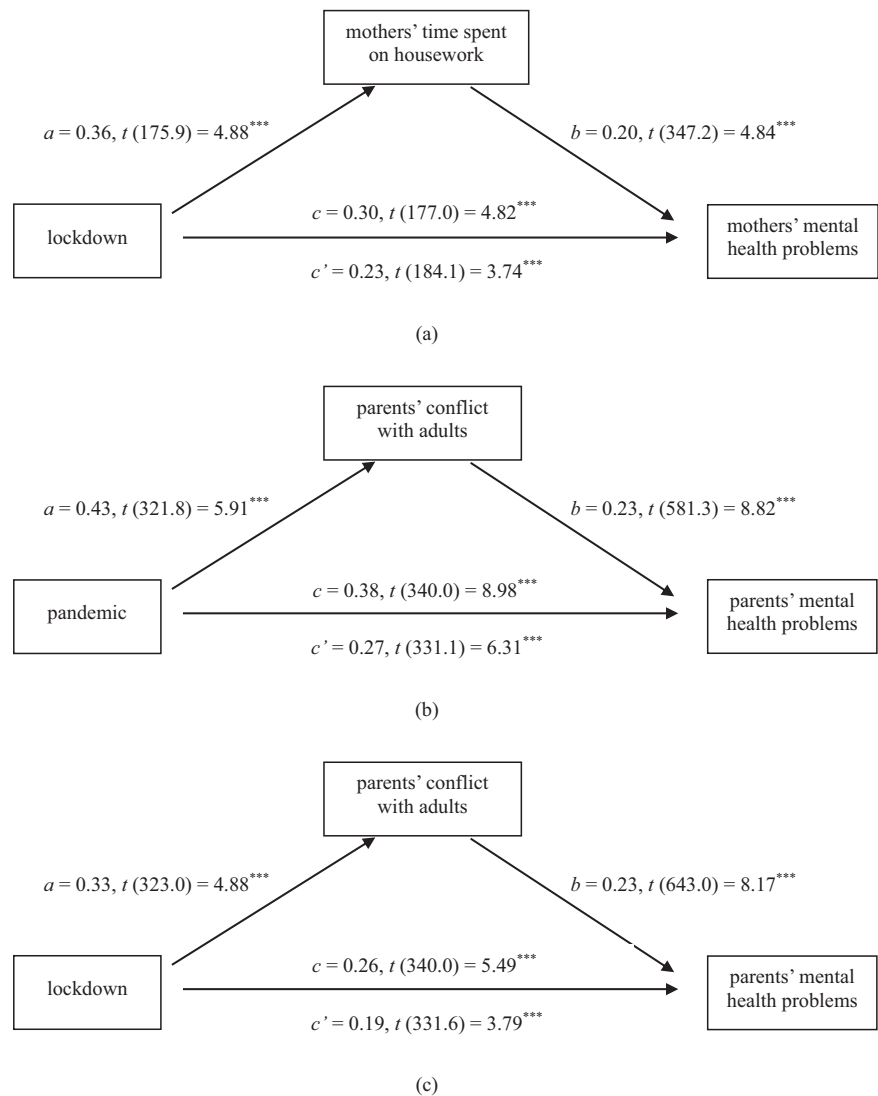 mothers’ time spent
on housework
a = 0.36, t (175.9) = 4.88***
b = 0.20, t (347.2) = 4.84***
lockdown
c = 0.30, t (177.0) = 4.82***
c’ = 0.23, t (184.1) = 3.74***
mothers’ mental
health problems
(a)
parents’ conflict
with adults
a = 0.43, t (321.8) = 5.91***
b = 0.23, t (581.3) = 8.82***
pandemic
c = 0.38, t (340.0) = 8.98***
c’ = 0.27, t (331.1) = 6.31***
parents’ mental
health problems
(b)
parents’ conflict
with adults
a = 0.33, t (323.0) = 4.88***
b = 0.23, t (643.0) = 8.17***
lockdown
c = 0.26, t (340.0) = 5.49***
c’ = 0.19, t (331.6) = 3.79***
parents’ mental
health problems
(c)